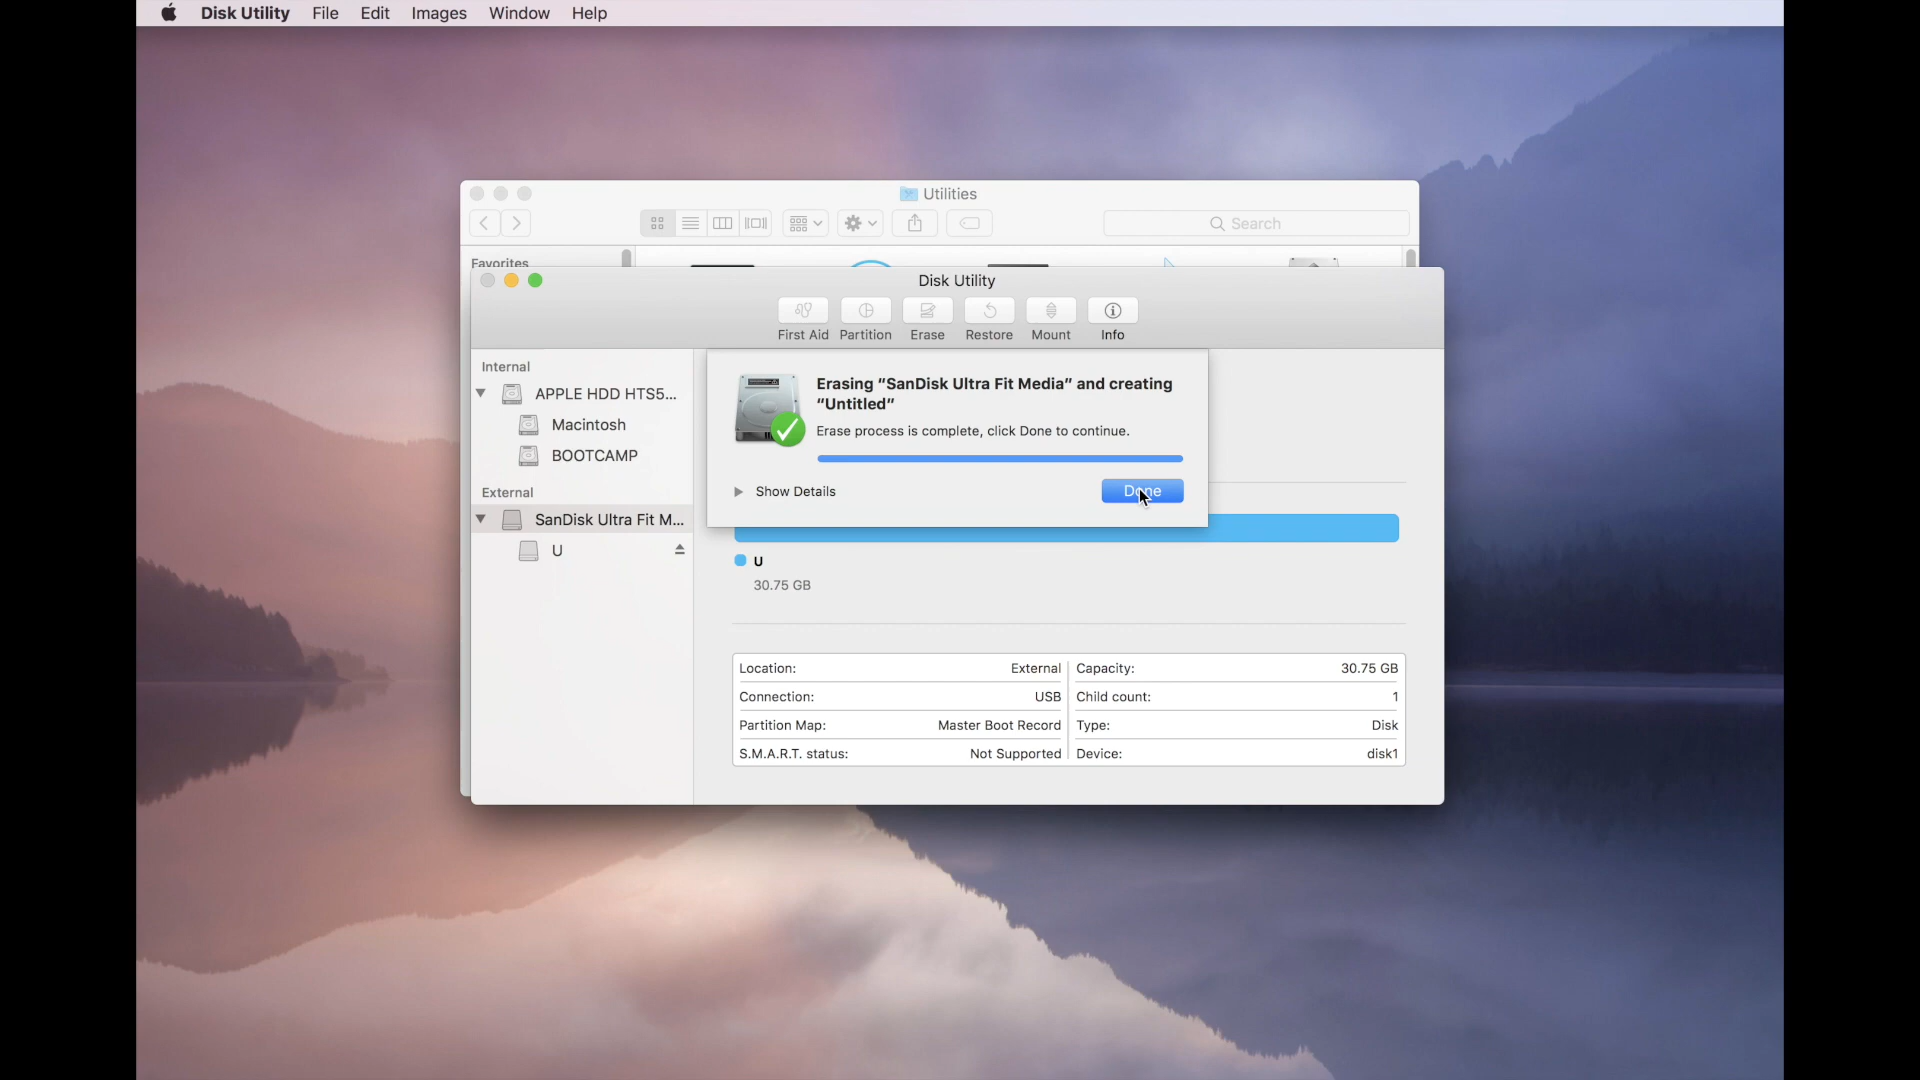 Disk Utility File Edit Images Window Help
Utilities
Search
Favorites
Disk Utility
First Aid Partition Erase Restore Mount Info
Internal
APPLE HDD HTS5...
Macintosh
BOOTCAMP
External
SanDisk Ultra Fit M...
U
Erasing “SanDisk Ultra Fit Media” and creating
“Untitled”
Erase process is complete, click Done to continue.
Show Details
Done
U
30.75 GB
Location: External Capacity: 30.75 GB
Connection: USB Child count: 1
Partition Map: Master Boot Record Type: Disk
S.M.A.R.T. status: Not Supported Device: disk1